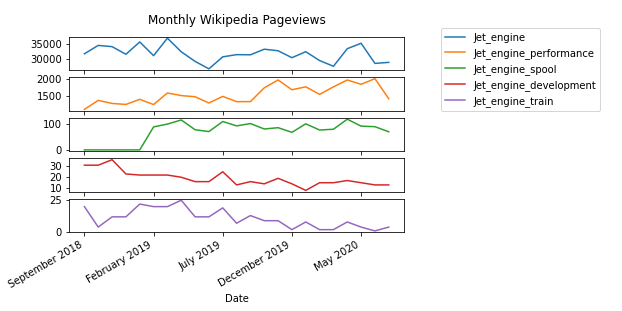 Monthly Wikipedia Pageviews
35000
30000
2000
1500
100
0
30
20
10
25
0
September 2018
February 2019
July 2019
December 2019
May 2020
Date
Jet_engine
Jet_engine_performance
Jet_engine_spool
Jet_engine_development
Jet_engine_train